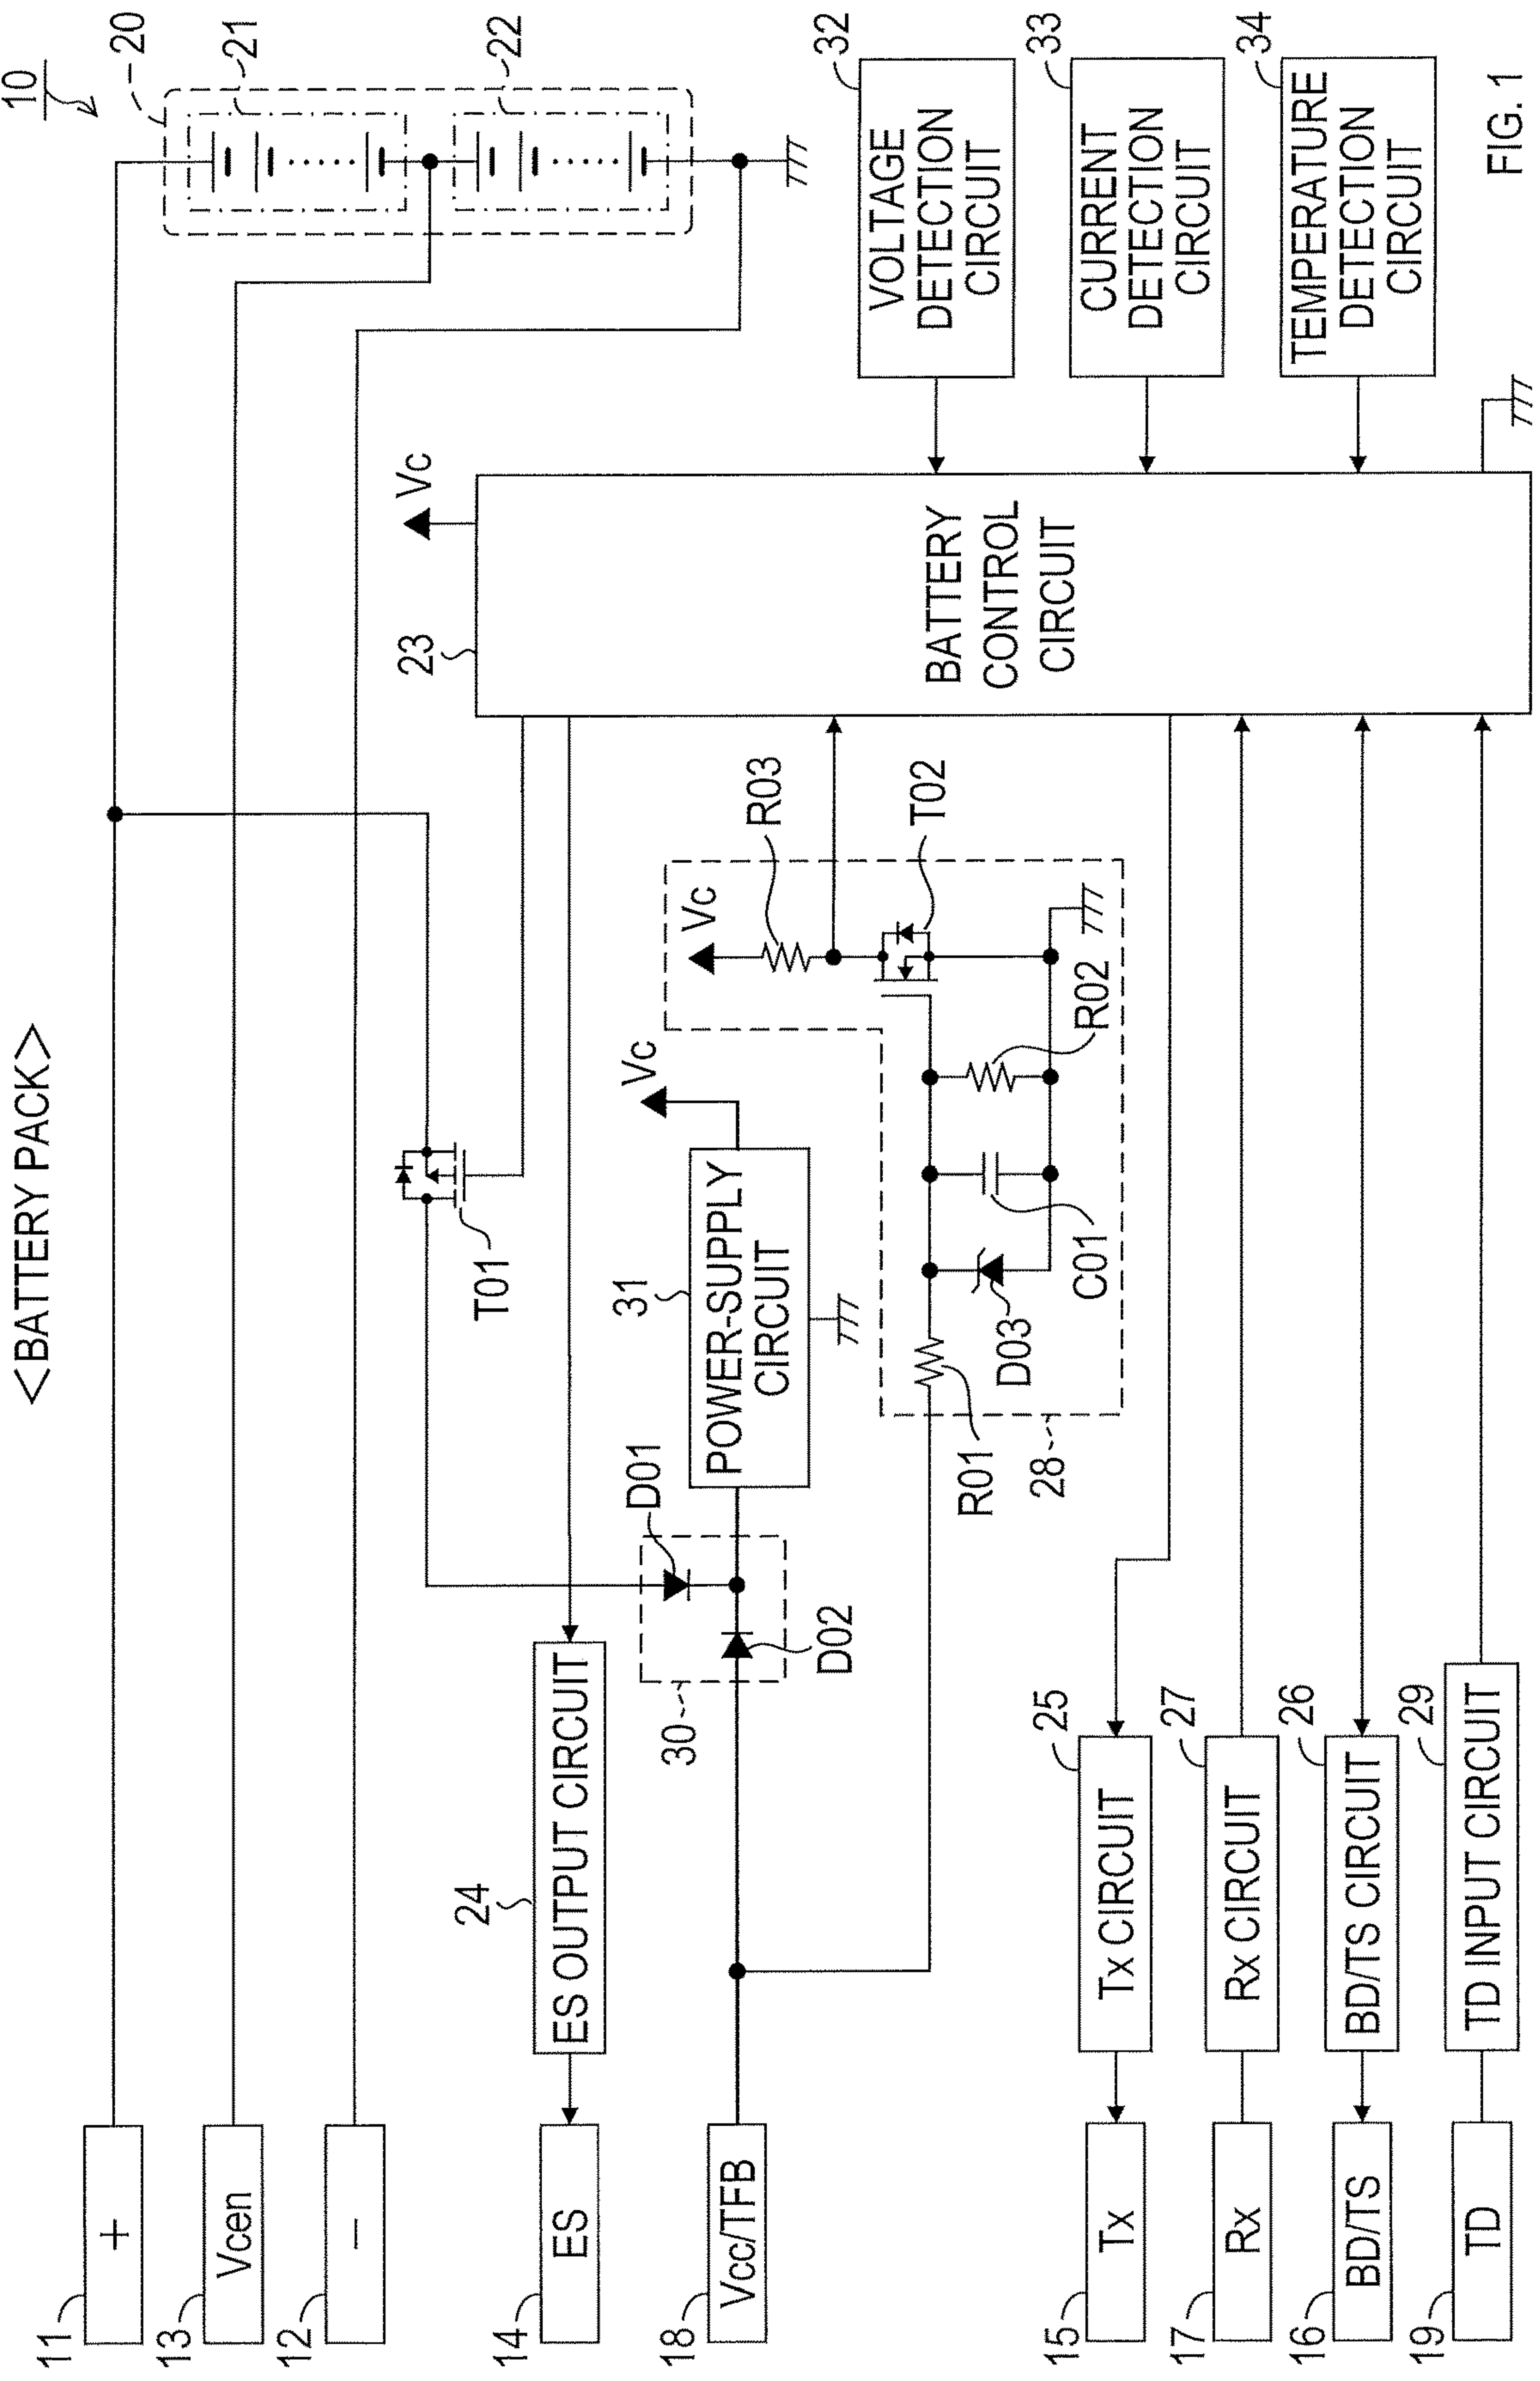 <BATTERY PACK>
10
11
+
20
21
13
Vcen
22
12
−
T01
23
Vc
24
14
ES
ES OUTPUT CIRCUIT
D01
31
Vc
30
18
Vcc/TFB
POWER-SUPPLY
CIRCUIT
Vc
R03
D02
32
VOLTAGE
DETECTION
CIRCUIT
T02
BATTERY
CONTROL
CIRCUIT
R01
D03
28
C01
R02
25
15
Tx
Tx CIRCUIT
33
CURRENT
DETECTION
CIRCUIT
27
17
Rx
Rx CIRCUIT
26
16
BD/TS
BD/TS CIRCUIT
34
TEMPERATURE
DETECTION
CIRCUIT
29
19
TD
TD INPUT CIRCUIT
FIG. 1